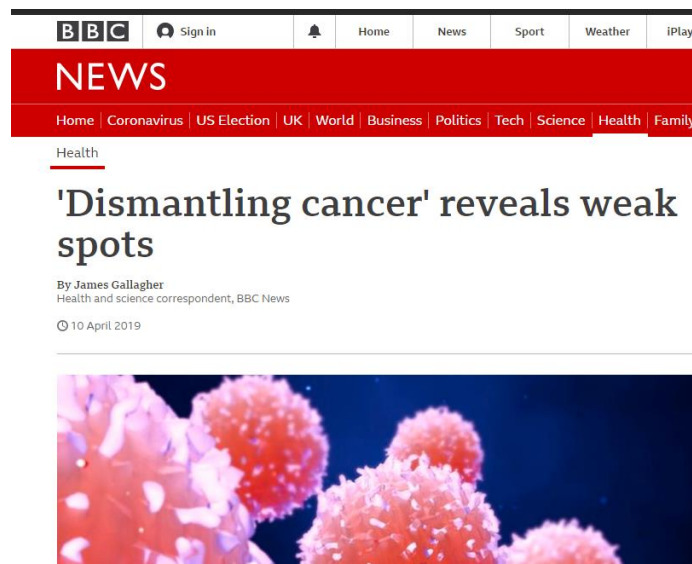 BBC Sign in Home News Sport Weather iPlay
NEWS
Home Coronavirus US Election UK World Business Politics Tech Science Health Family
Health
'Dismantling cancer' reveals weak
spots
By James Gallagher
Health and science correspondent, BBC News
10 April 2019